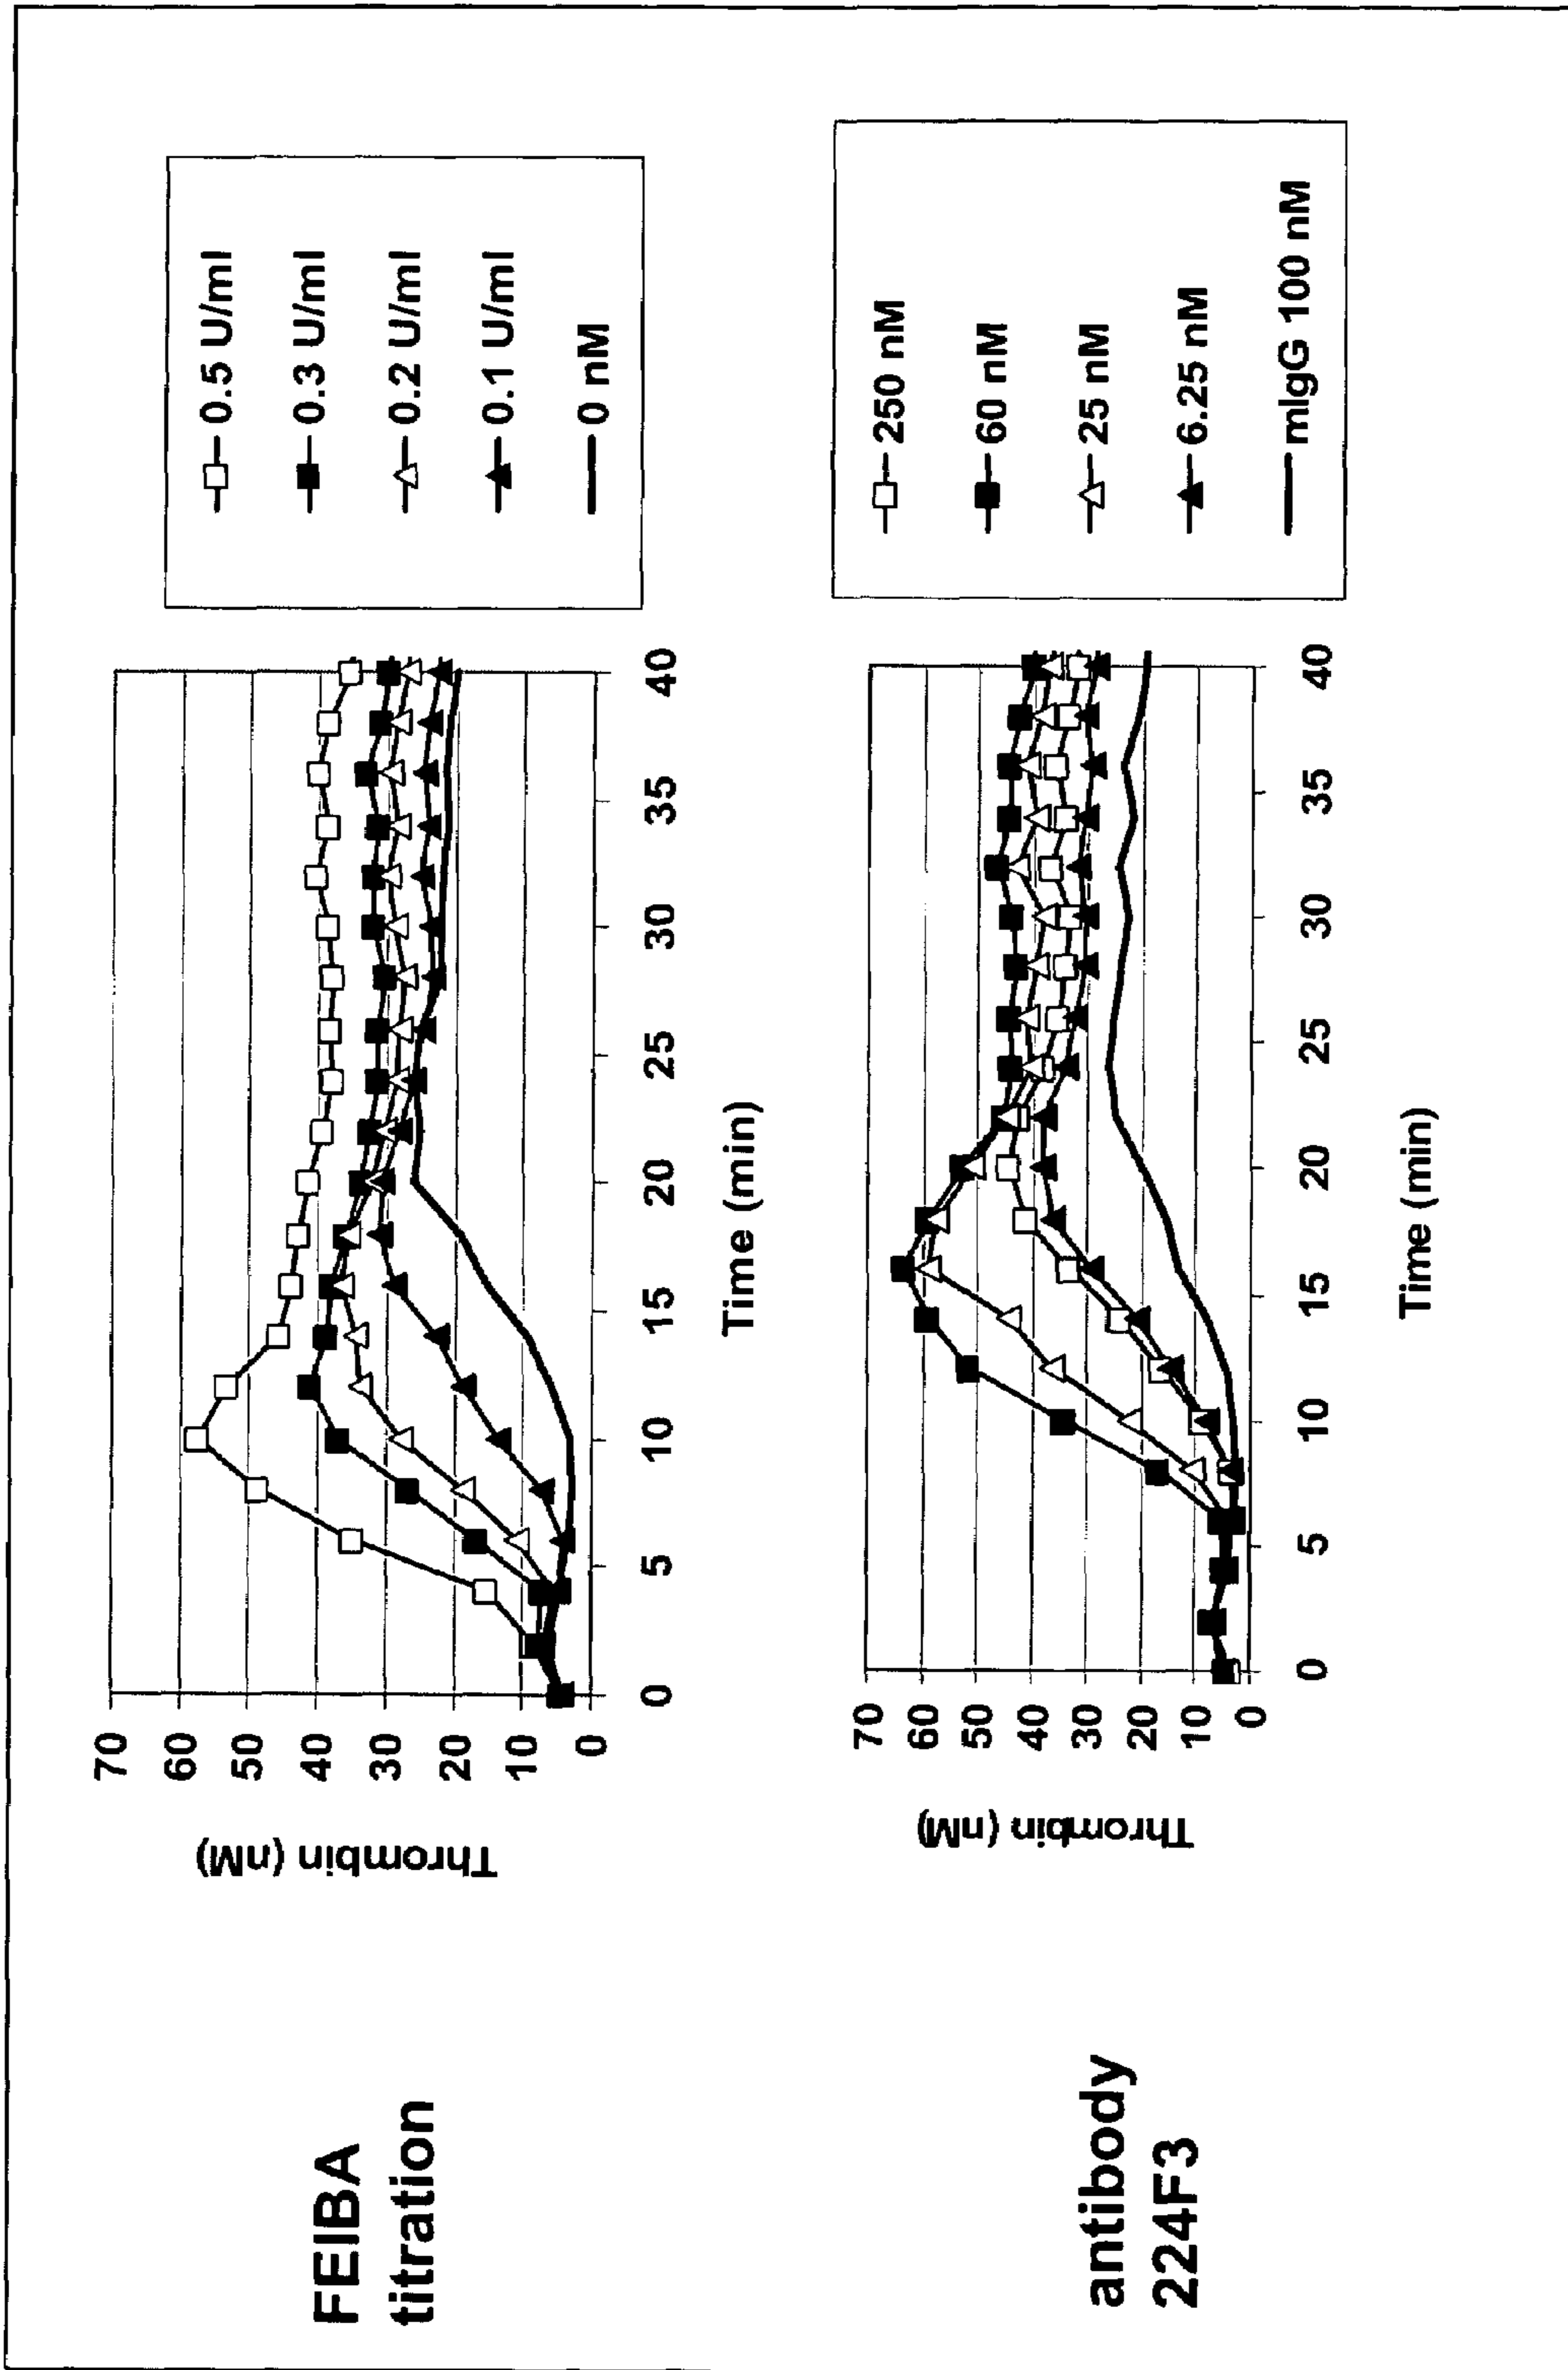 FEIBA
titration
Thrombin (nM)
70
60
50
40
30
20
10
0
0
5
10
15
20
25
30
35
40
Time (min)
0.5 U/ml
0.3 U/ml
0.2 U/ml
0.1 U/ml
0 nM
antibody
224F3
Thrombin (nM)
70
60
50
40
30
20
10
0
0
5
10
15
20
25
30
35
40
Time (min)
250 nM
60 nM
25 nM
6.25 nM
mIgG 100 nM